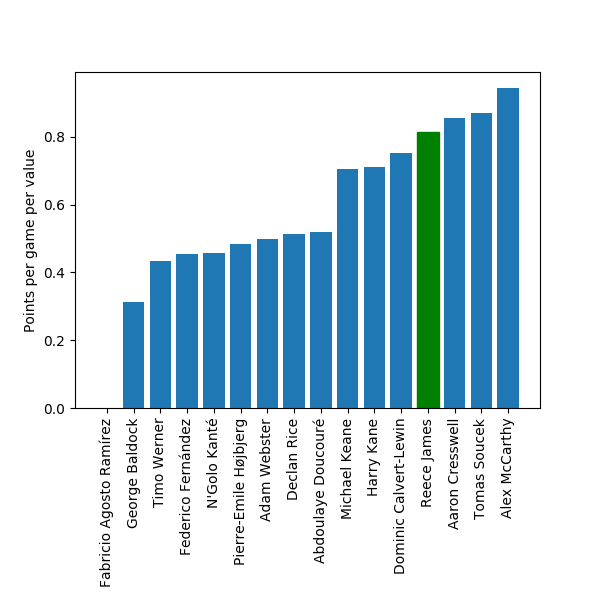 Points per game per value
0.8
0.6
0.4
0.2
0.0
Fabricio Agosto Ramírez
George Baldock
Timo Werner
Federico Fernández
N'Golo Kanté
Pierre-Emile Højbjerg
Adam Webster
Declan Rice
Abdoulaye Doucouré
Michael Keane
Harry Kane
Dominic Calvert-Lewin
Reece James
Aaron Cresswell
Tomas Soucek
Alex McCarthy